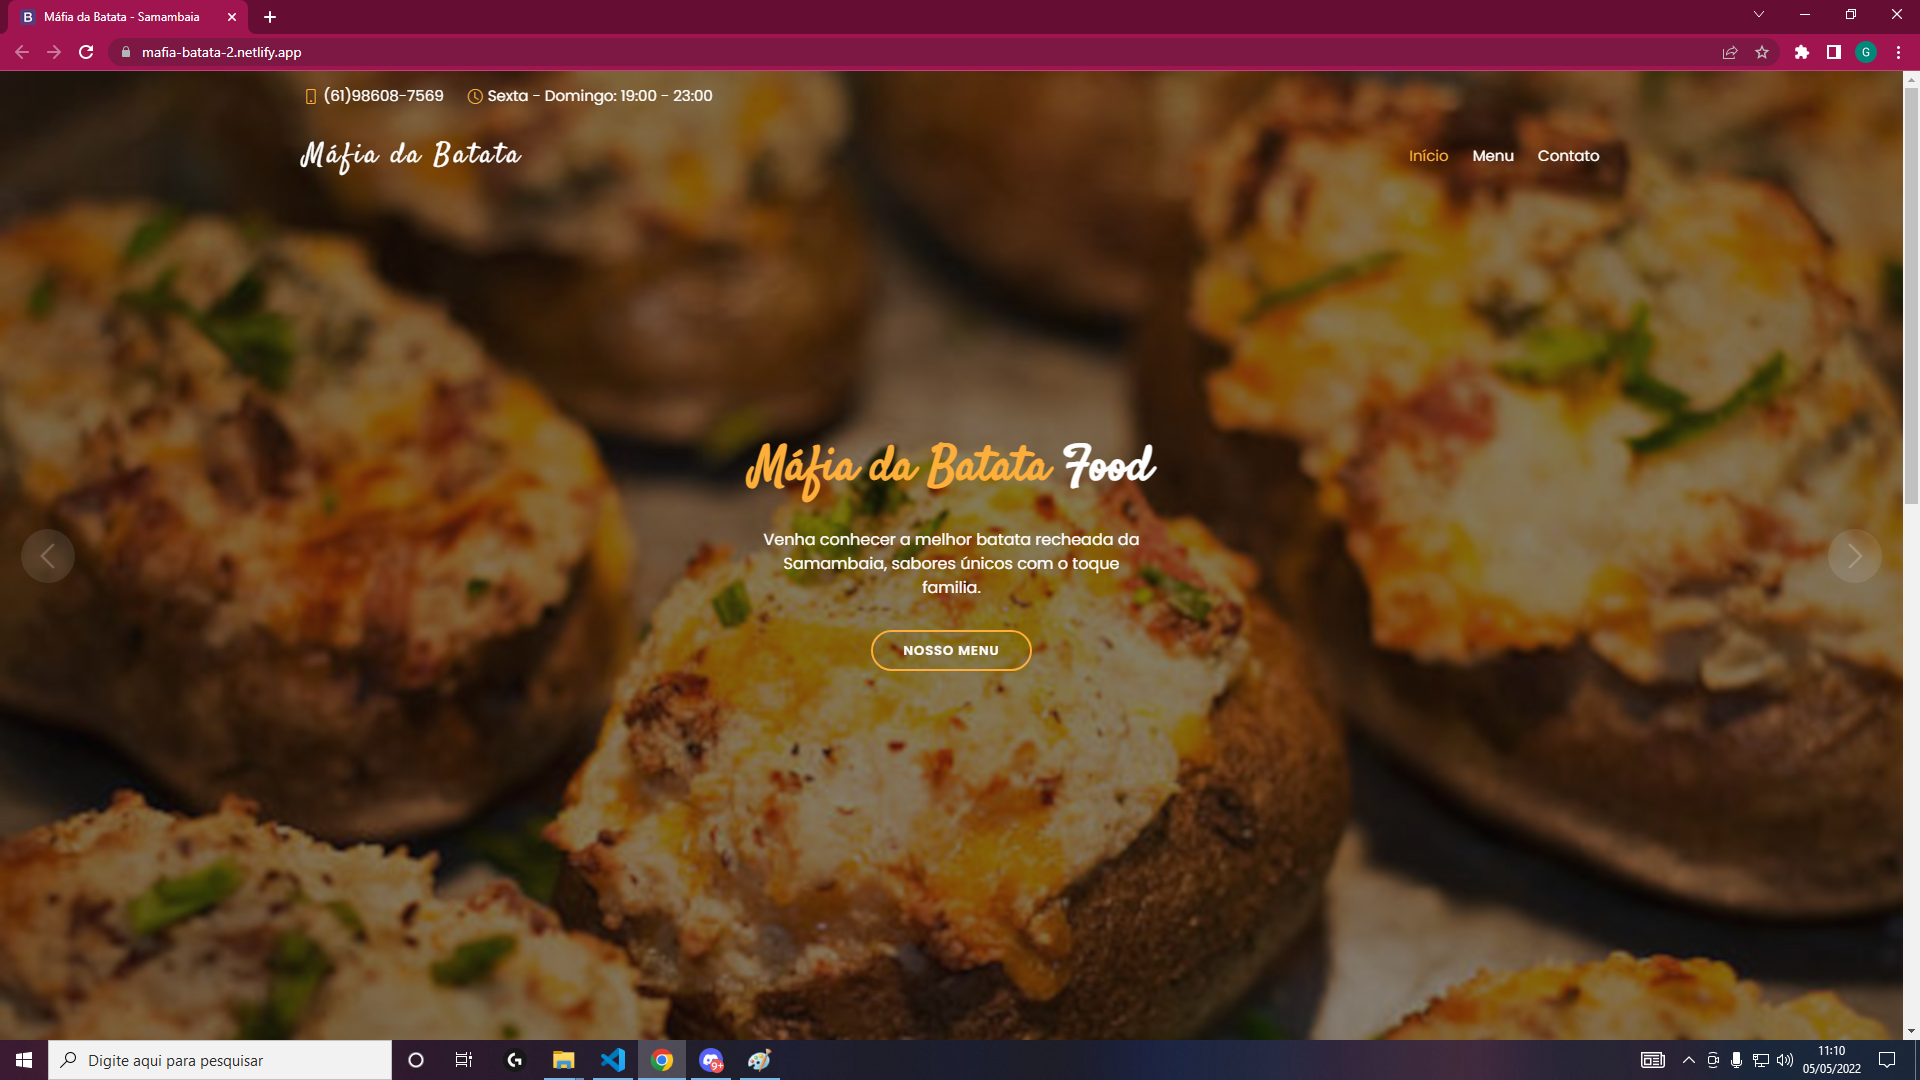 Máfia da Batata - Samambaia
mafia-batata-2.netlify.app
G
(61)98608-7569 Sexta - Domingo: 19:00 - 23:00
Máfia da Batata
Início Menu Contato
Máfia da Batata Food
Venha conhecer a melhor batata recheada da
Samambaia, sabores únicos com o toque
familia.
NOSSO MENU
Digite aqui para pesquisar
9+
11:10
05/05/2022